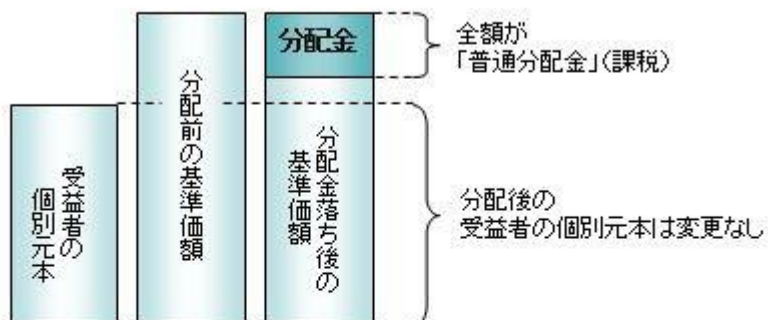 受益者の
個別元本
分配前の基準価額
分配金
分配金落ち後の
基準価額
全額が
「普通分配金」(課税)
分配後の
受益者の個別元本は変更なし